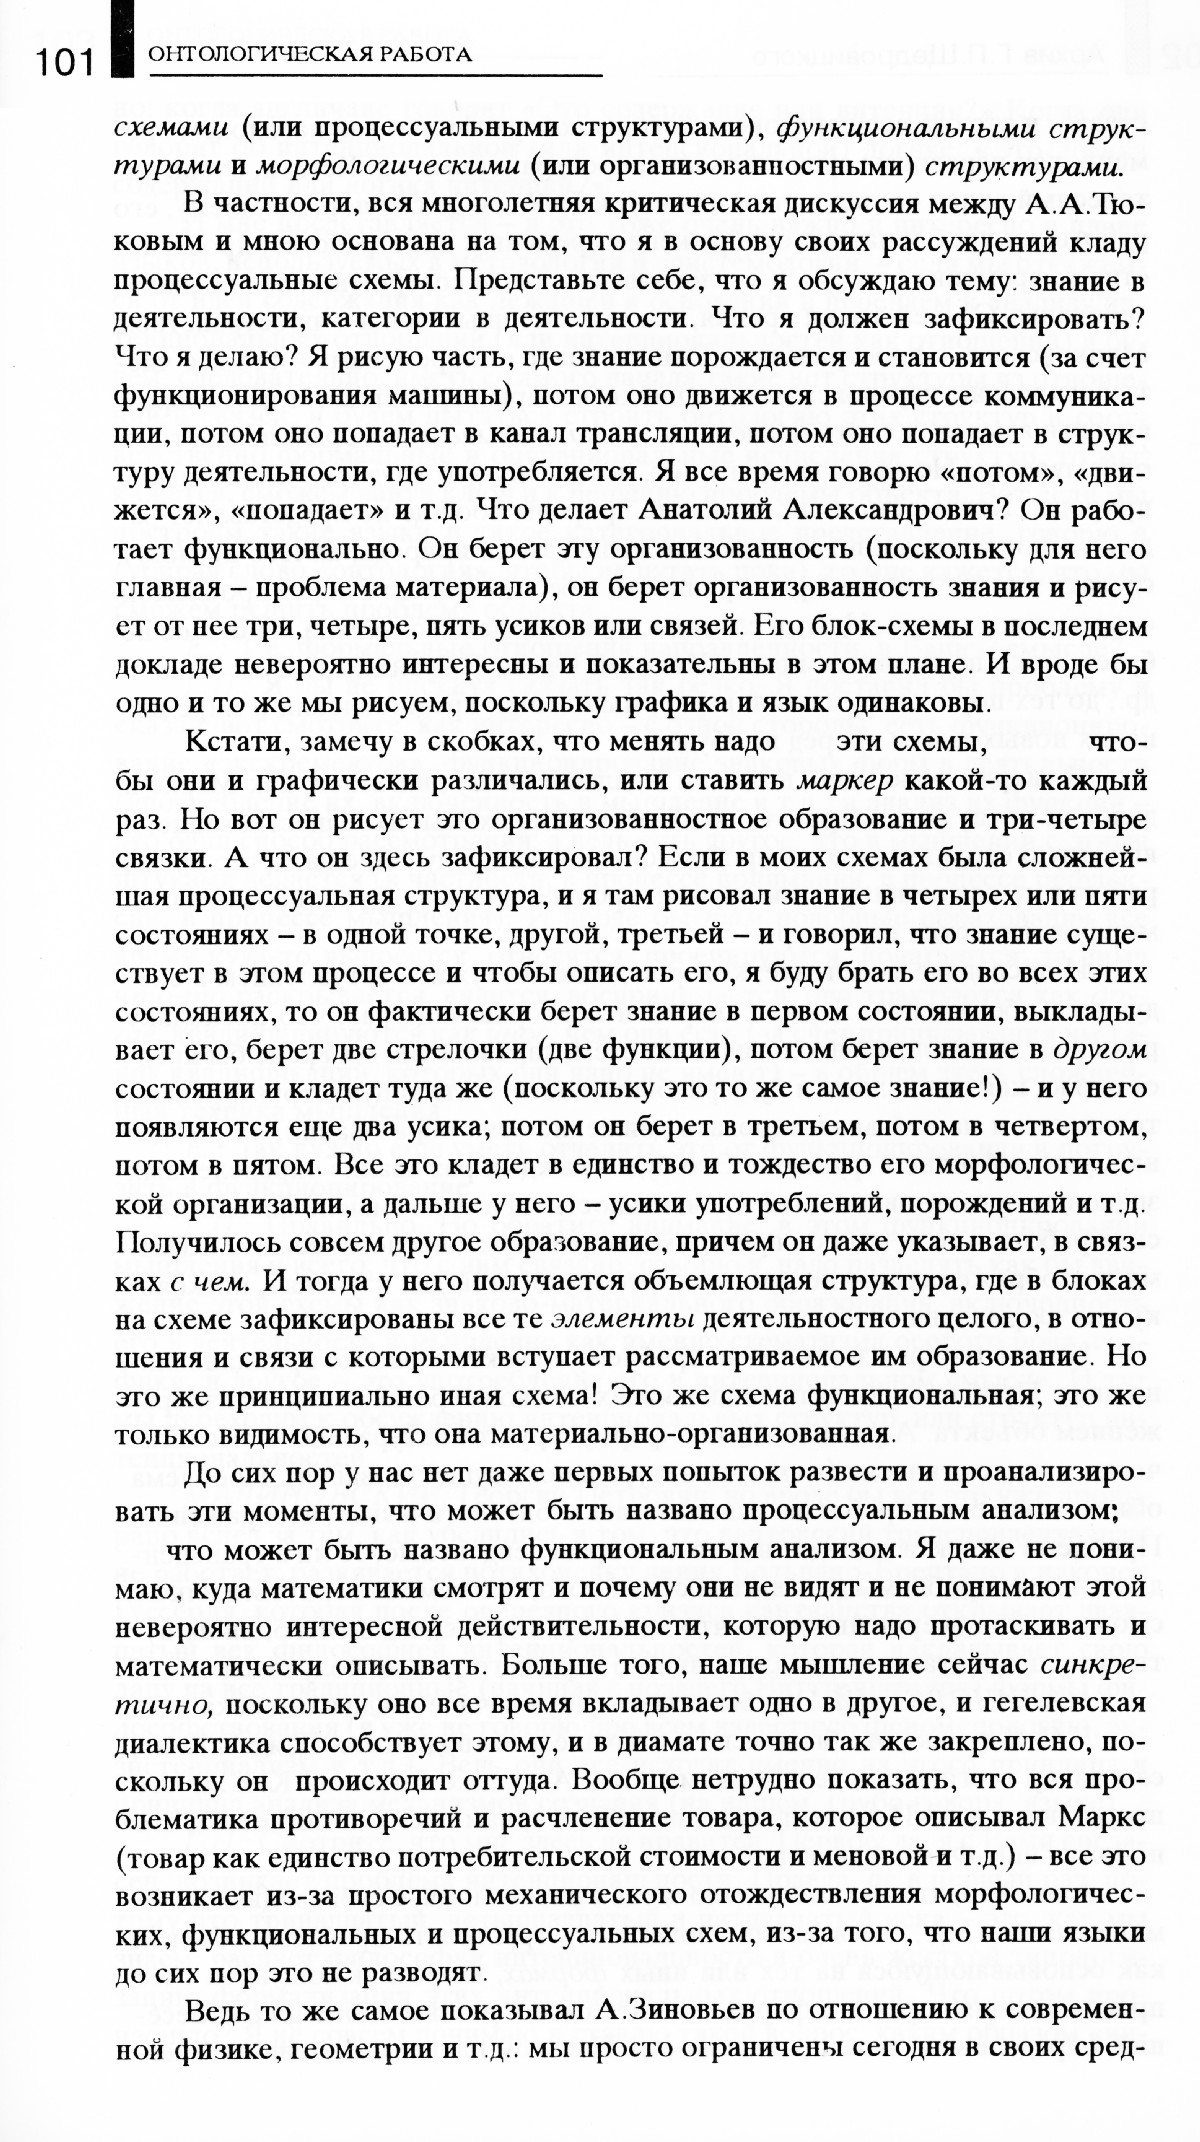 101 ОНТОЛОГИЧЕСКАЯ РАБОТА
схемами (или процессуальными структурами), функциональными струк-
турами и морфологическими (или организованностными) структурами.
В частности, вся многолетняя критическая дискуссия между А.А.Тю-
ковым и мною основана на том, что я в основу своих рассуждений кладу
процессуальные схемы. Представьте себе, что я обсуждаю тему: знание в
деятельности, категории в деятельности. Что я должен зафиксировать?
Что я делаю? Я рисую часть, где знание порождается и становится (за счет
функционирования машины), потом оно движется в процессе коммуника-
ции, потом оно попадает в канал трансляции, потом оно попадает в струк-
туру деятельности, где употребляется. Я все время говорю «потом», «дви-
жется», «попадает» и т.д. Что делает Анатолий Александрович? Он рабо-
тает функционально. Он берет эту организованность (поскольку для него
главная – проблема материала), он берет организованность знания и рису-
ет от нее три, четыре, пять усиков или связей. Его блок-схемы в последнем
докладе невероятно интересны и показательны в этом плане. И вроде бы
одно и то же мы рисуем, поскольку графика и язык одинаковы.
Кстати, замечу в скобках, что менять надо эти схемы, что-
бы они и графически различались, или ставить маркер какой-то каждый
раз. Но вот он рисует это организованностное образование и три-четыре
связки. А что он здесь зафиксировал? Если в моих схемах была сложней-
шая процессуальная структура, и я там рисовал знание в четырех или пяти
состояниях – в одной точке, другой, третьей – и говорил, что знание суще-
ствует в этом процессе и чтобы описать его, я буду брать его во всех этих
состояниях, то он фактически берет знание в первом состоянии, выклады-
вает его, берет две стрелочки (две функции), потом берет знание в другом
состоянии и кладет туда же (поскольку это то же самое знание!) – и у него
появляются еще два усика; потом он берет в третьем, потом в четвертом,
потом в пятом. Все это кладет в единство и тождество его морфологичес-
кой организации, а дальше у него – усики употреблений, порождений и т.д.
Получилось совсем другое образование, причем он даже указывает, в связ-
ках с чем. И тогда у него получается объемлющая структура, где в блоках
на схеме зафиксированы все те элементы деятельностного целого, в отно-
шения и связи с которыми вступает рассматриваемое им образование. Но
это же принципиально иная схема! Это же схема функциональная; это же
только видимость, что она материально-организованная.
До сих пор у нас нет даже первых попыток развести и проанализиро-
вать эти моменты, что может быть названо процессуальным анализом;
что может быть названо функциональным анализом. Я даже не пони-
маю, куда математики смотрят и почему они не видят и не понимают этой
невероятно интересной действительности, которую надо протаскивать и
математически описывать. Больше того, наше мышление сейчас синкре-
тично, поскольку оно все время вкладывает одно в другое, и гегелевская
диалектика способствует этому, и в диамате точно так же закреплено, по-
скольку он происходит оттуда. Вообще нетрудно показать, что вся про-
блематика противоречий и расчленение товара, которое описывал Маркс
(товар как единство потребительской стоимости и меновой и т.д.) – все это
возникает из-за простого механического отождествления морфологичес-
ких, функциональных и процессуальных схем, из-за того, что наши языки
до сих пор это не разводят.
Ведь то же самое показывал А.Зиновьев по отношению к современ-
ной физике, геометрии и т.д.: мы просто ограничены сегодня в своих сред-